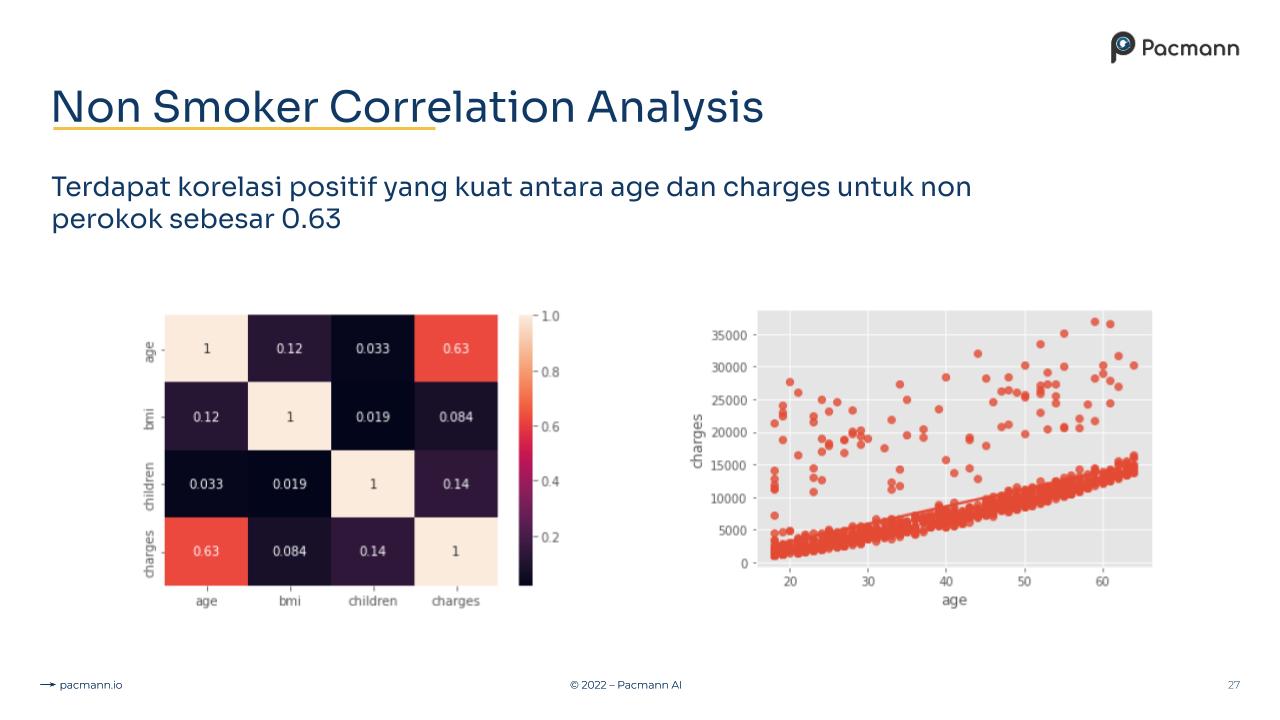 Pacmann
Non Smoker Correlation Analysis
Terdapat korelasi positif yang kuat antara age dan charges untuk non
perokok sebesar 0.63
age
1
0.12
0.033
0.63
bmi
0.12
1
0.019
0.084
children
0.033
0.019
1
0.14
charges
0.63
0.084
0.14
1
age
bmi
children
charges
1.0
0.8
0.6
0.4
0.2
charges
35000
30000
25000
20000
15000
10000
5000
0
20
30
40
50
60
age
pacmann.io
© 2022 – Pacmann AI
27